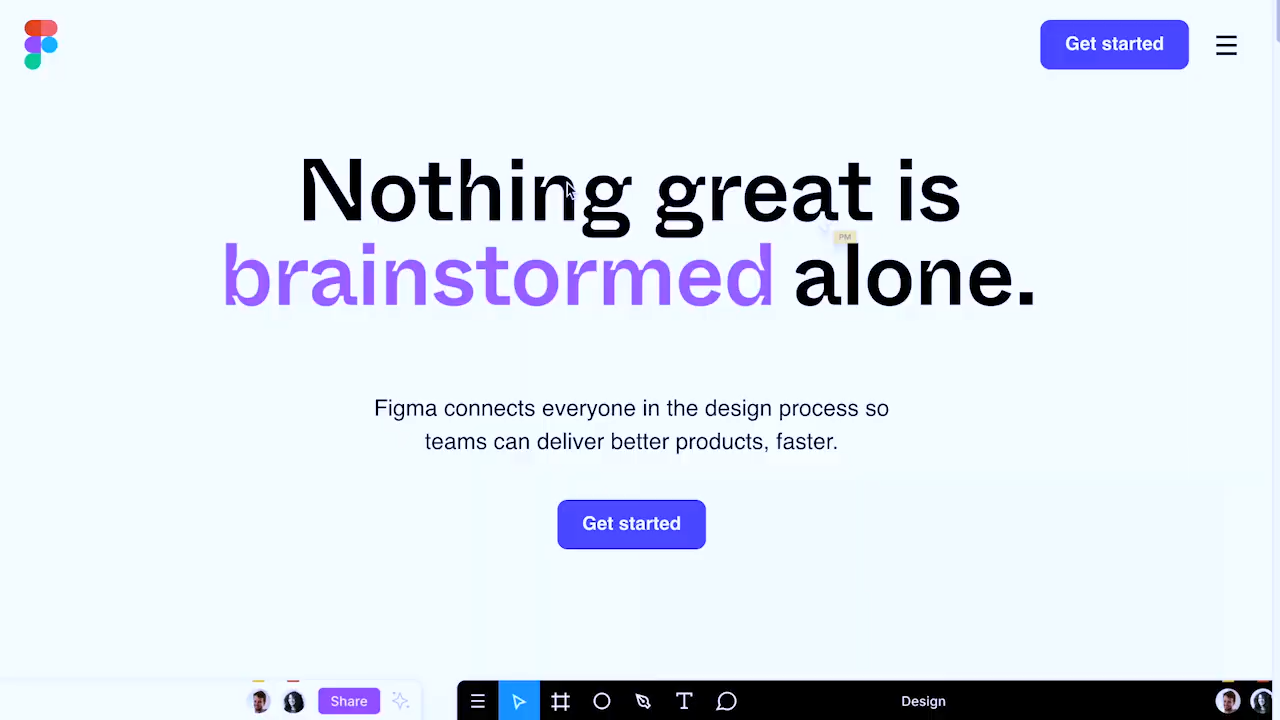 Get started
Nothing great is
PM
brainstormed alone.
Figma connects everyone in the design process so
teams can deliver better products, faster.
Get started
Share
Design